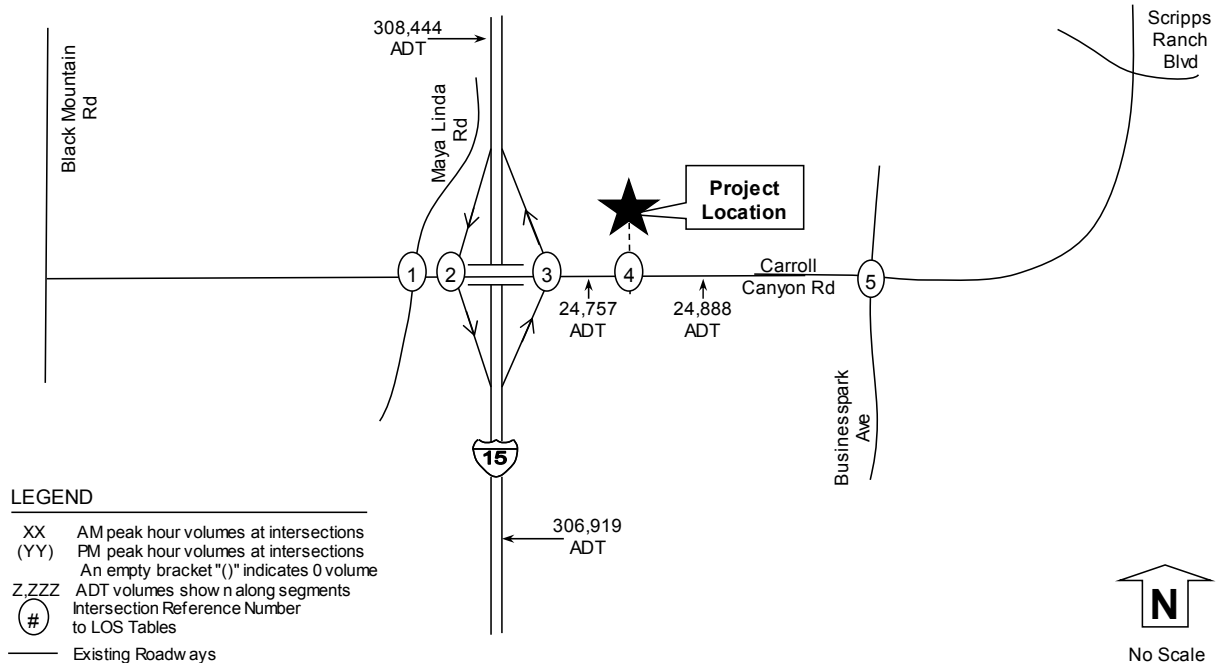 308,444
ADT
Scripps
Ranch
Blvd
Black Mountain
Rd
Maya Linda
Rd
Project
Location
1
2
3
4
5
Carroll
Canyon Rd
24,757
ADT
24,888
ADT
Businesspark
Ave
15
306,919
ADT
LEGEND
XX AM peak hour volumes at intersections
(YY) PM peak hour volumes at intersections
An empty bracket "()" indicates 0 volume
Z,ZZZ ADT volumes shown along segments
# Intersection Reference Number
to LOS Tables
Existing Roadways
N
No Scale